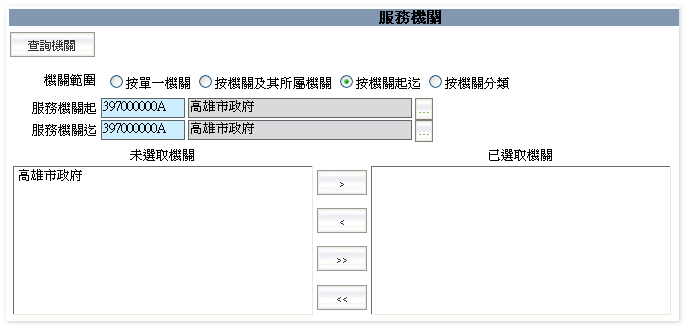 服務機關
查詢機關
機關範圍 按單一機關 按機關及其所屬機關 按機關起迄 按機關分類
服務機關起 397000000A 高雄市政府 ...
服務機關迄 397000000A 高雄市政府 ...
未選取機關 已選取機關
高雄市政府
>
<
>>
<<